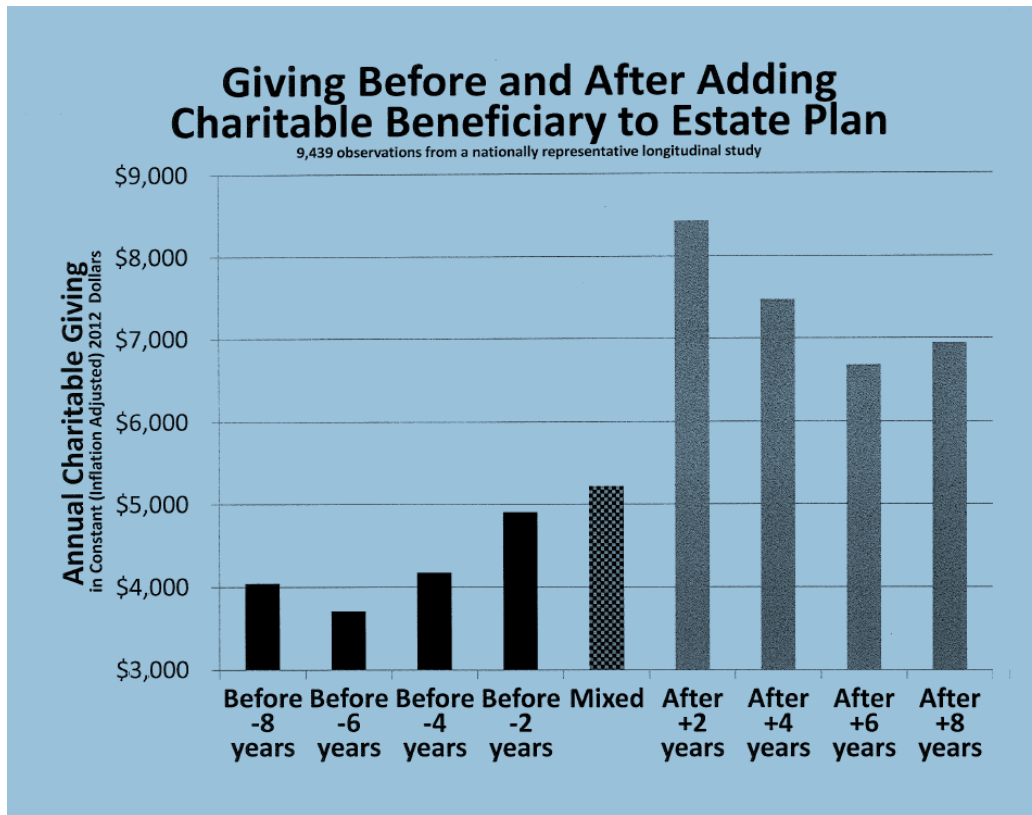 Giving Before and After Adding
Charitable Beneficiary to Estate Plan
9,439 observations from a nationally representative longitudinal study
Annual Charitable Giving
in Constant (Inflation Adjusted) 2012 Dollars
$9,000
$8,000
$7,000
$6,000
$5,000
$4,000
$3,000
Before -8 years
Before -6 years
Before -4 years
Before -2 years
Mixed
After +2 years
After +4 years
After +6 years
After +8 years